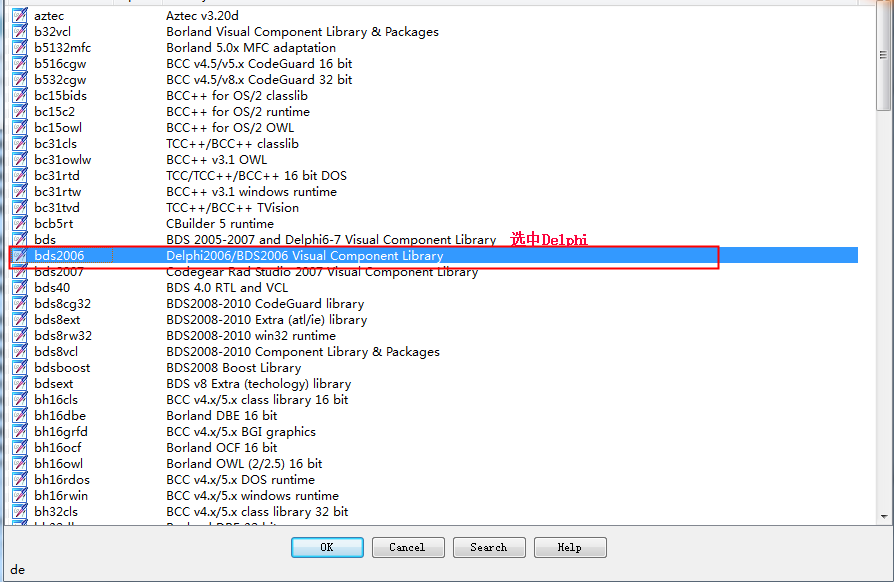 aztec Aztec v3.20d
b32vcl Borland Visual Component Library & Packages
b5132mfc Borland 5.0x MFC adaptation
b516cgw BCC v4.5/v5.x CodeGuard 16 bit
b532cgw BCC v4.5/v8.x CodeGuard 32 bit
bc15bids BCC++ for OS/2 classlib
bc15c2 BCC++ for OS/2 runtime
bc15owl BCC++ for OS/2 OWL
bc31cls TCC++/BCC++ classlib
bc31owlw BCC++ v3.1 OWL
bc31rtd TCC/TCC++/BCC++ 16 bit DOS
bc31rtw BCC++ v3.1 windows runtime
bc31tvd TCC++/BCC++ TVision
bcb5rt CBuilder 5 runtime
bds BDS 2005-2007 and Delphi6-7 Visual Component Library 选中Delphi
bds2006 Delphi2006/BDS2006 Visual Component Library
bds2007 Codegear Rad Studio 2007 Visual Component Library
bds40 BDS 4.0 RTL and VCL
bds8cg32 BDS2008-2010 CodeGuard library
bds8ext BDS2008-2010 Extra (atl/ie) library
bds8rw32 BDS2008-2010 win32 runtime
bds8vcl BDS2008-2010 Component Library & Packages
bdsboost BDS2008 Boost Library
bdsext BDS v8 Extra (techology) library
bh16cls BCC v4.x/5.x class library 16 bit
bh16dbe Borland DBE 16 bit
bh16grfd BCC v4.x/5.x BGI graphics
bh16ocf Borland OCF 16 bit
bh16owl Borland OWL (2/2.5) 16 bit
bh16rdos BCC v4.x/5.x DOS runtime
bh16rwin BCC v4.x/5.x windows runtime
bh32cls BCC v4.x/5.x class library 32 bit
OK Cancel Search Help
de